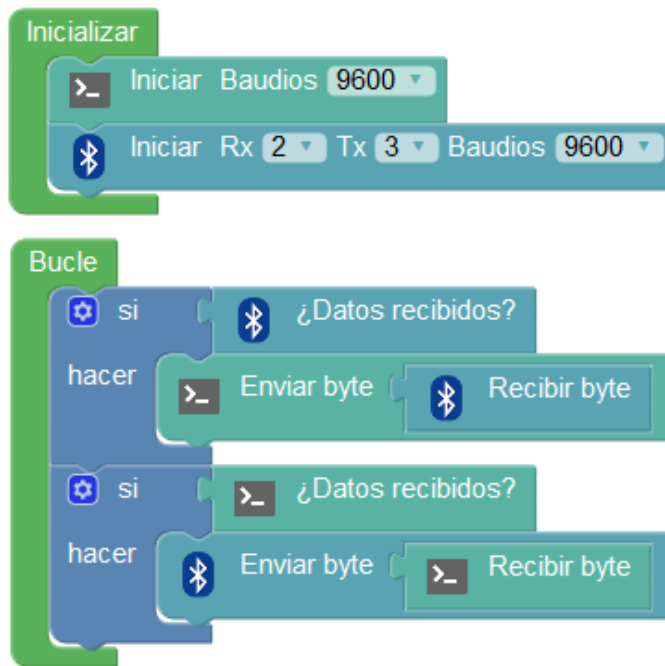 Inicializar
>_ Iniciar Baudios 9600
Iniciar Rx 2 Tx 3 Baudios 9600
Bucle
si ¿Datos recibidos?
hacer >_ Enviar byte Recibir byte
si >_ ¿Datos recibidos?
hacer Enviar byte >_ Recibir byte